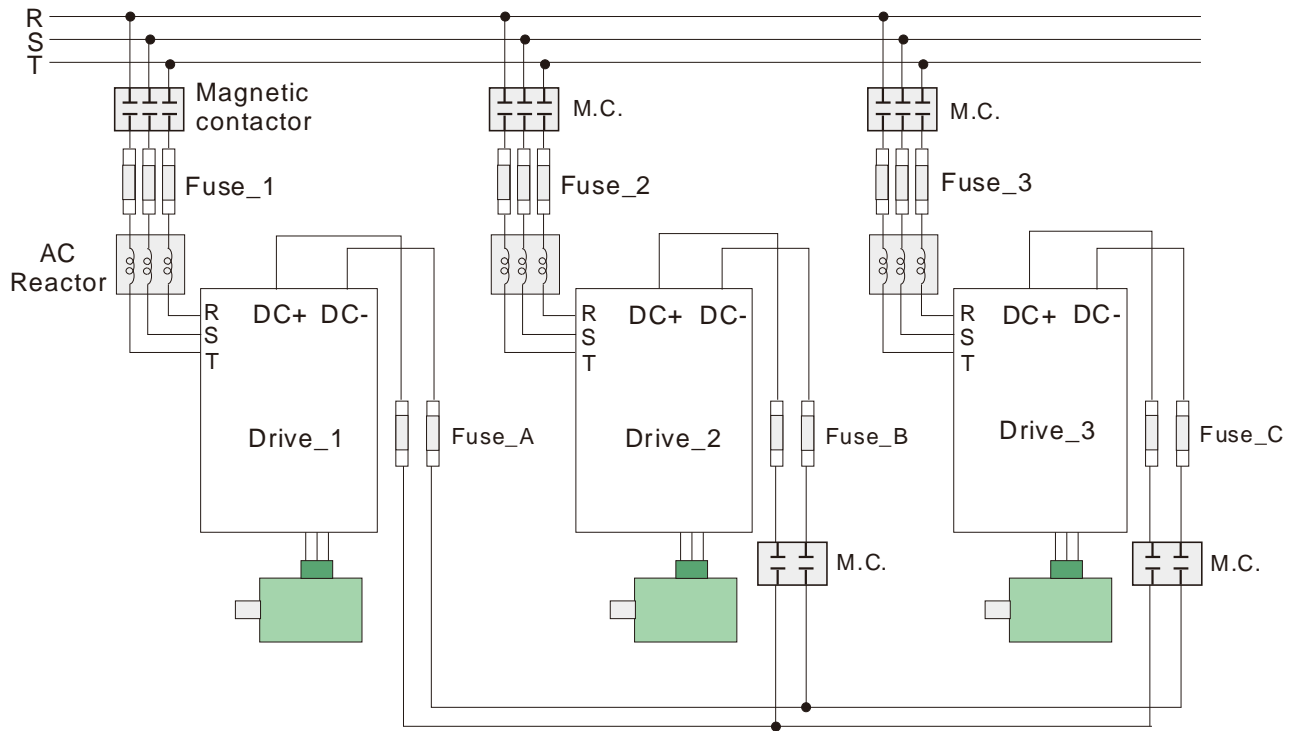 R
S
T
Magnetic
contactor
M.C.
M.C.
Fuse_1
Fuse_2
Fuse_3
AC
Reactor
R
S
T
DC+ DC-
R
S
T
DC+ DC-
R
S
T
DC+ DC-
Drive_1
Fuse_A
Drive_2
Fuse_B
Drive_3
Fuse_C
M.C.
M.C.